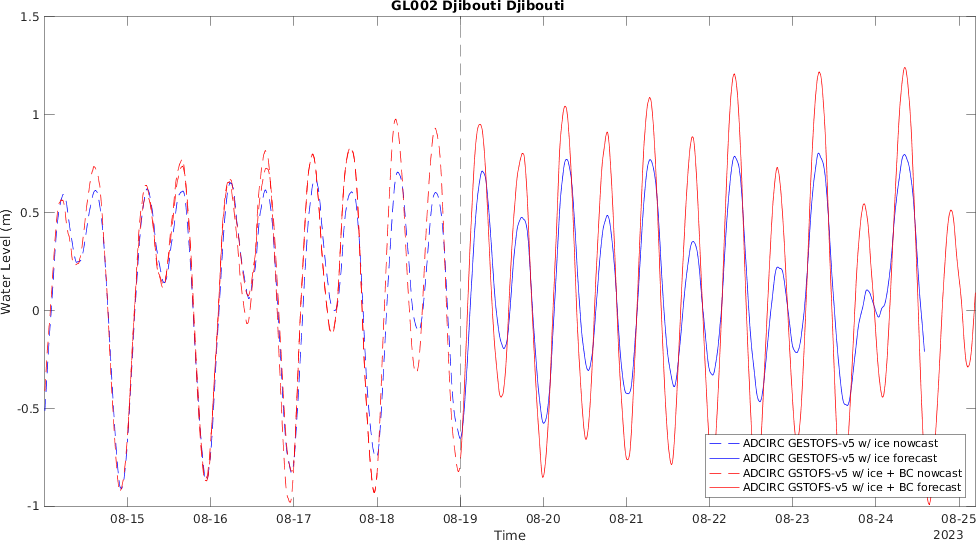 GL002 Djibouti Djibouti
1.5
1
0.5
0
-0.5
-1
Water Level (m)
ADCIRC GESTOFS-v5 w/ ice nowcast
ADCIRC GESTOFS-v5 w/ ice forecast
ADCIRC GSTOFS-v5 w/ ice + BC nowcast
ADCIRC GSTOFS-v5 w/ ice + BC forecast
08-15 08-16 08-17 08-18 08-19 08-20 08-21 08-22 08-23 08-24 08-25
Time
2023